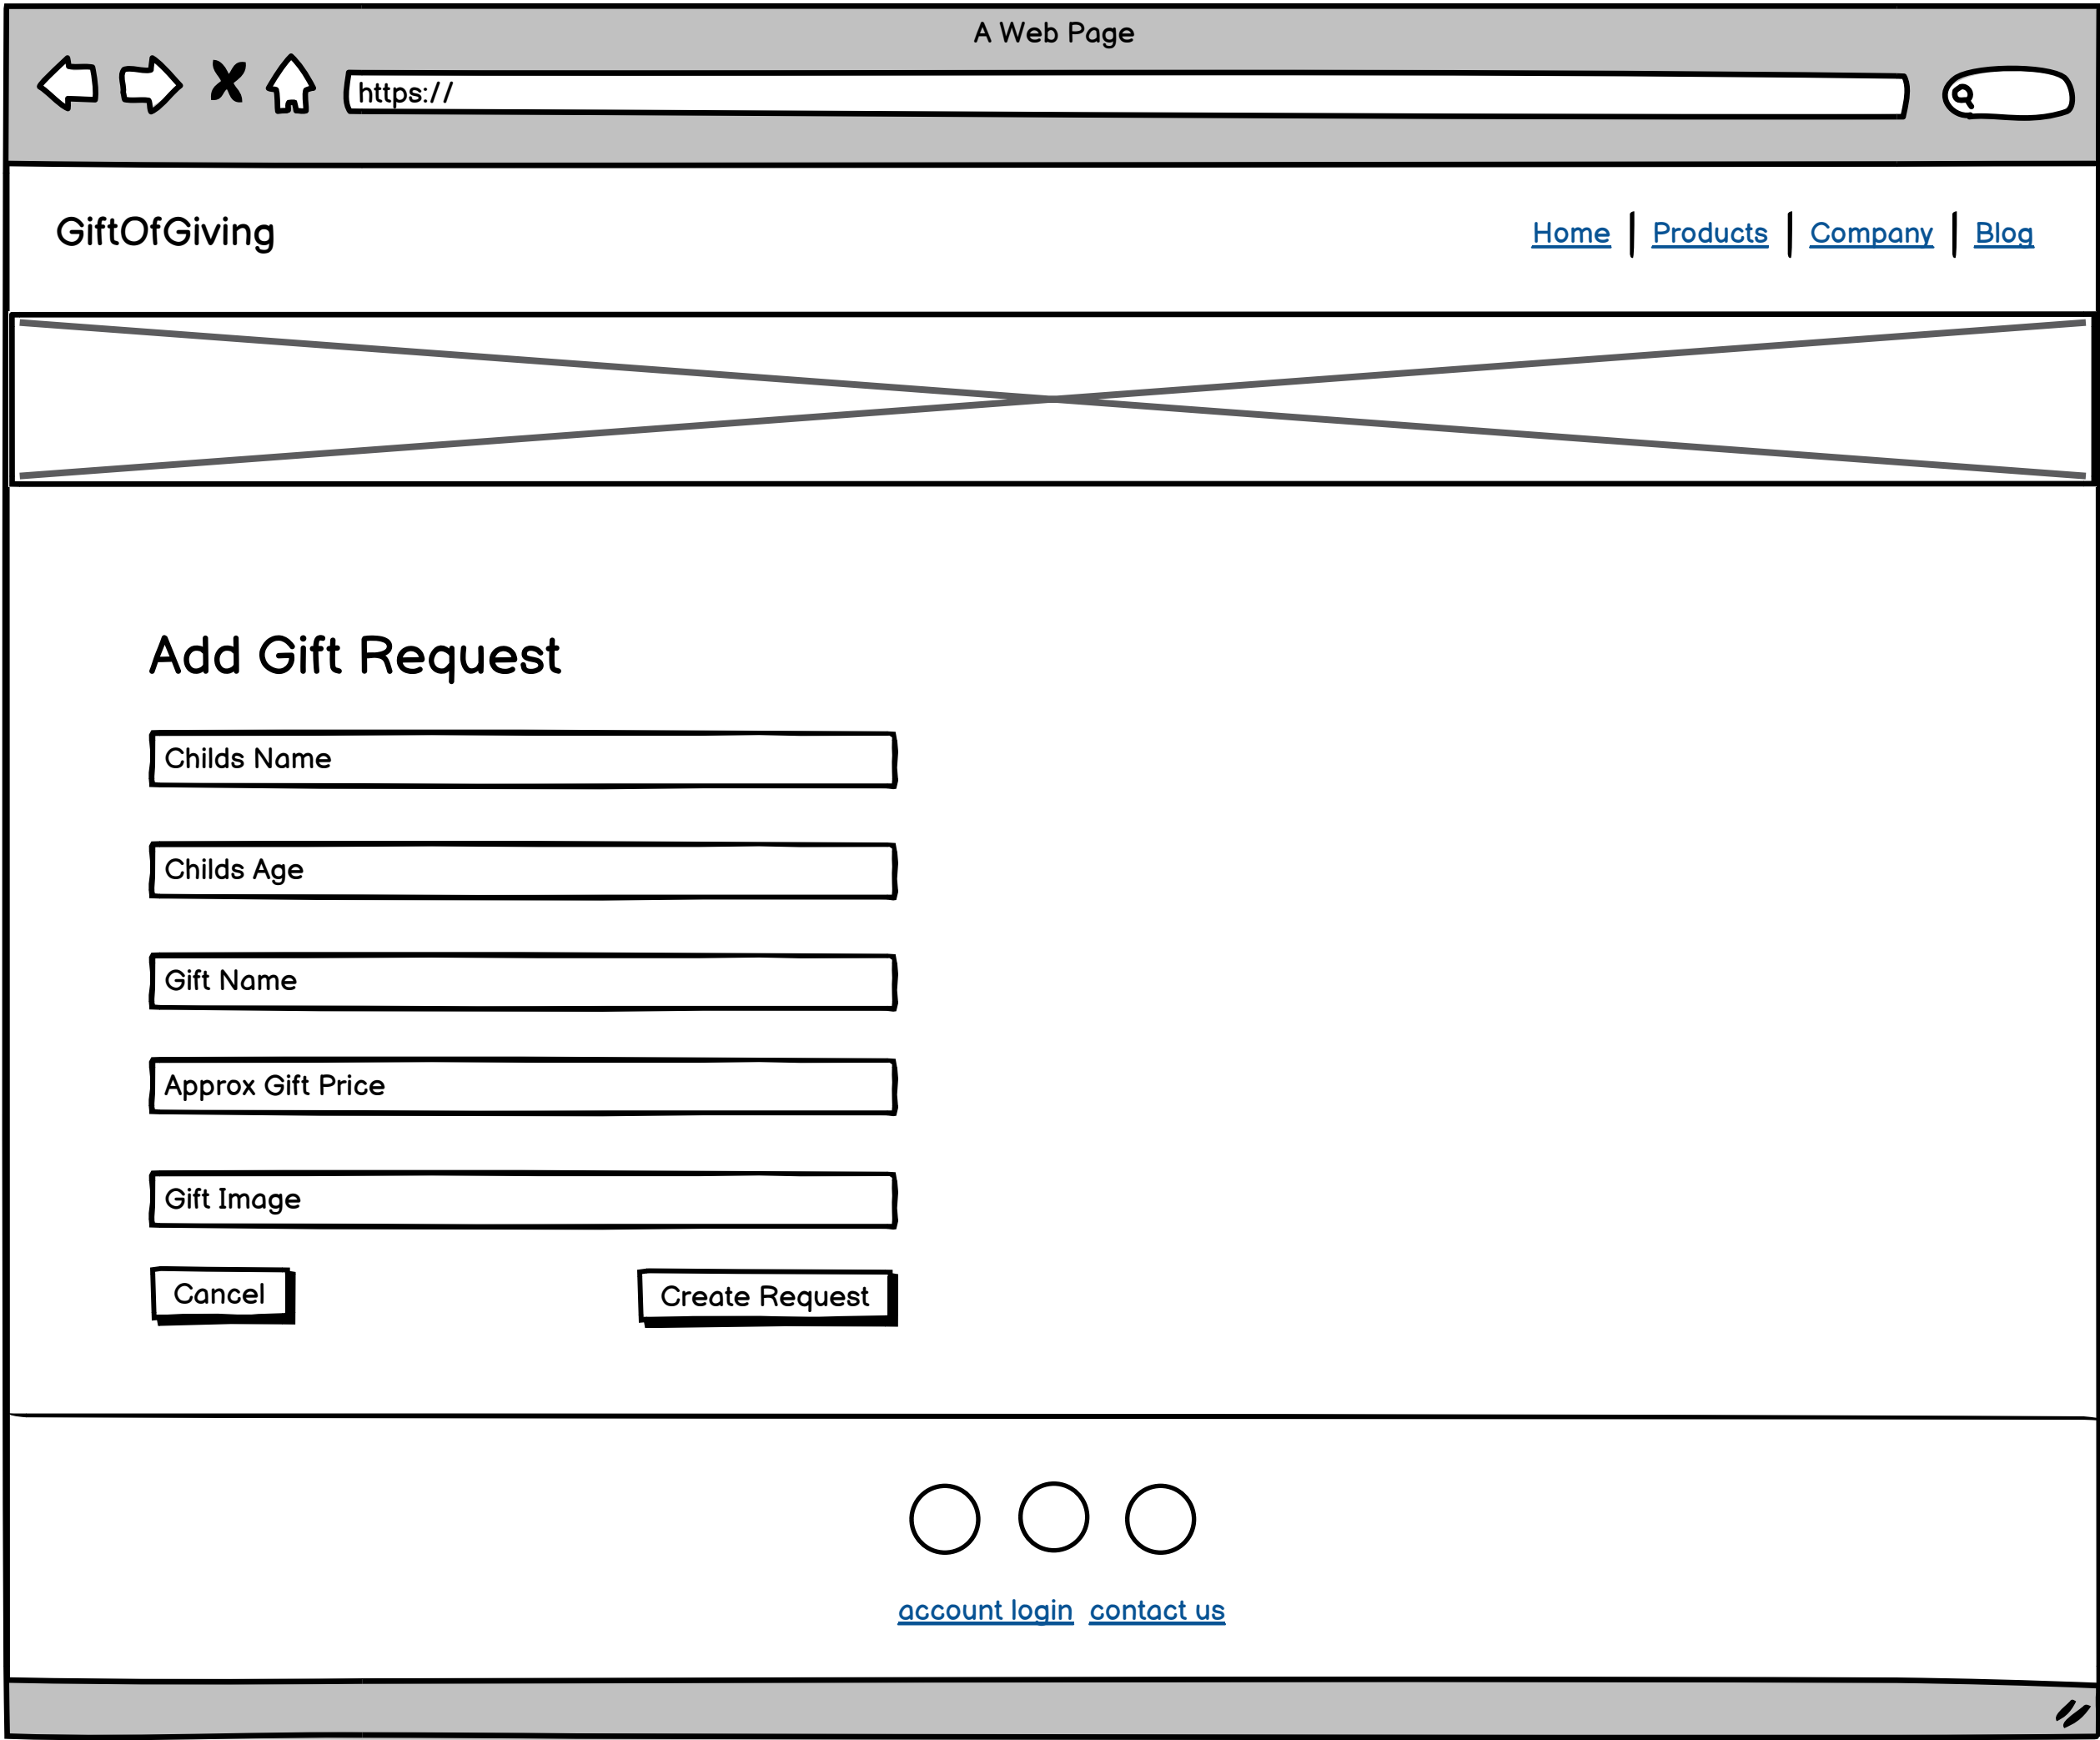 A Web Page
https://
GiftOfGiving
Home | Products | Company | Blog
Add Gift Request
Childs Name
Childs Age
Gift Name
Approx Gift Price
Gift Image
Cancel
Create Request
account login contact us